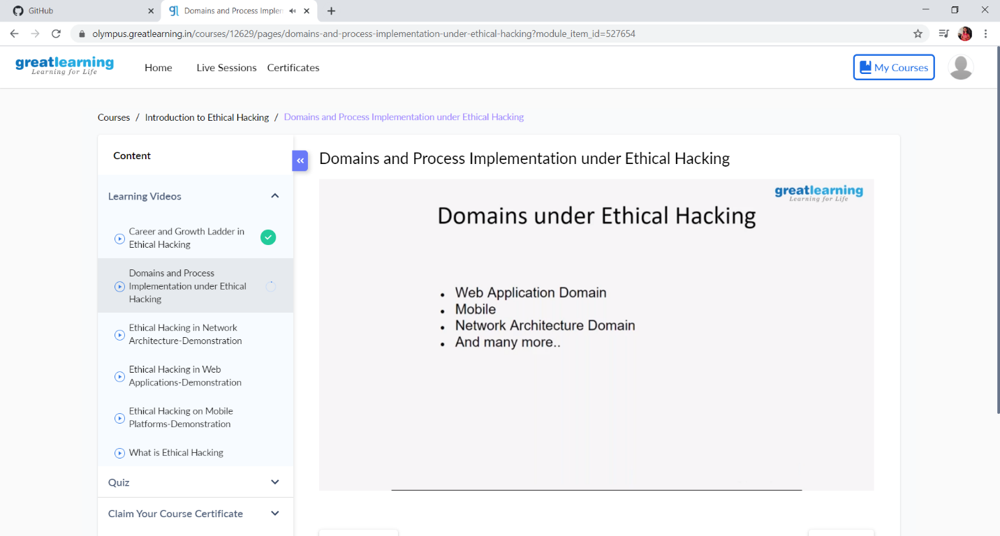 GitHub
Domains and Process Implem
olympus.greatlearning.in/courses/12629/pages/domains-and-process-implementation-under-ethical-hacking?module_item_id=527654
greatlearning
Learning for Life
Home
Live Sessions
Certificates
My Courses
Courses / Introduction to Ethical Hacking / Domains and Process Implementation under Ethical Hacking
Content
Learning Videos
Career and Growth Ladder in
Ethical Hacking
Domains and Process
Implementation under Ethical
Hacking
Ethical Hacking in Network
Architecture-Demonstration
Ethical Hacking in Web
Applications-Demonstration
Ethical Hacking on Mobile
Platforms-Demonstration
What is Ethical Hacking
Quiz
Claim Your Course Certificate
Domains and Process Implementation under Ethical Hacking
greatlearning
Learning for Life
Domains under Ethical Hacking
• Web Application Domain
• Mobile
• Network Architecture Domain
• And many more..